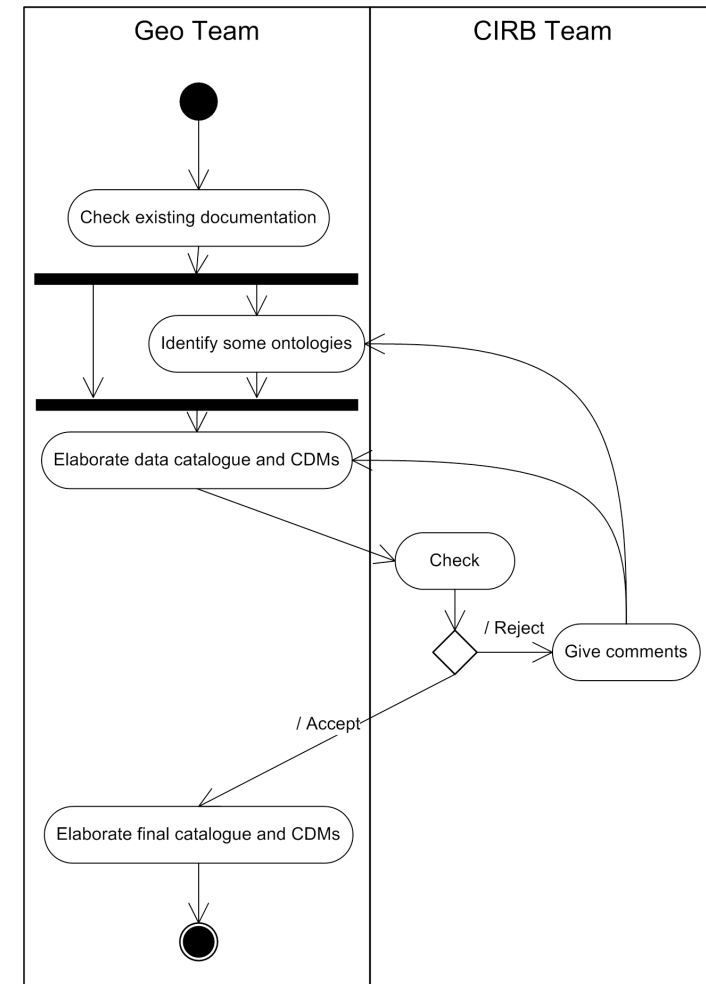 Geo Team
CIRB Team
Check existing documentation
Identify some ontologies
Elaborate data catalogue and CDMs
Check
/ Reject
Give comments
/ Accept
Elaborate final catalogue and CDMs